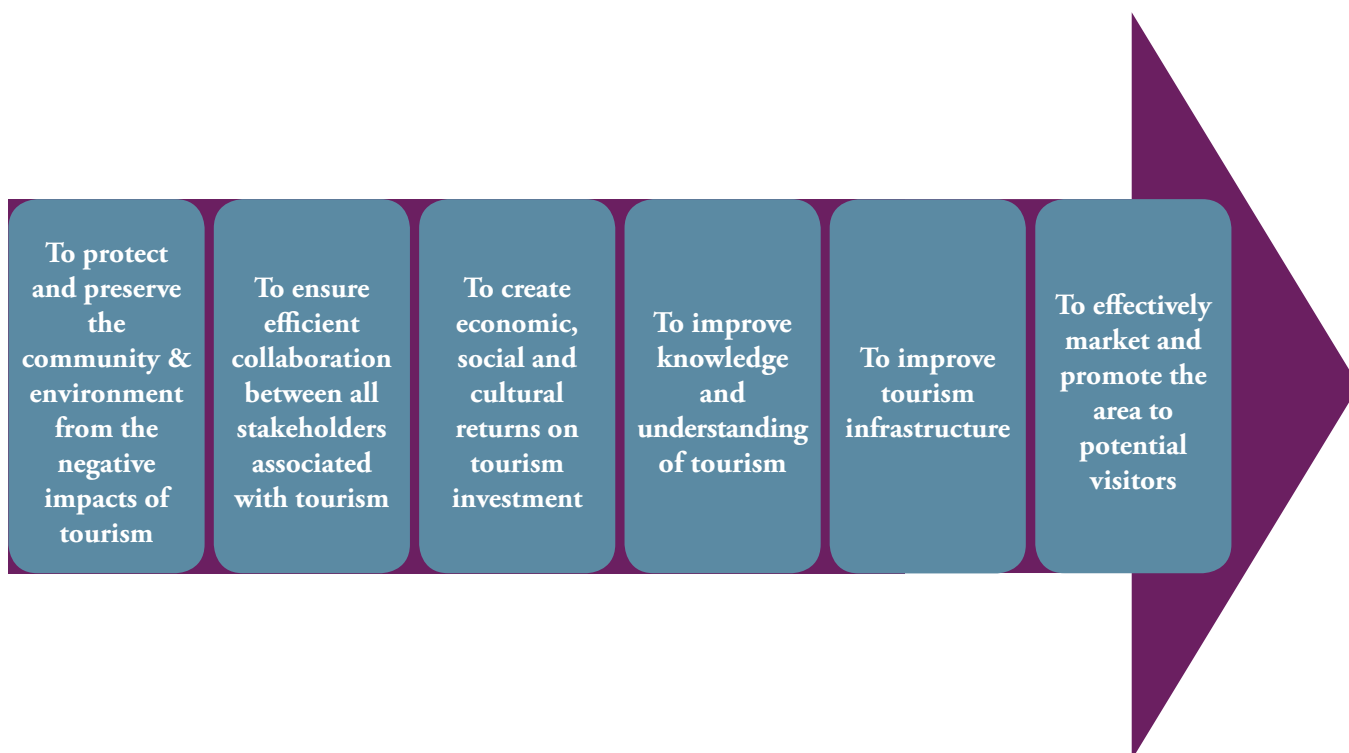 To protect
and preserve
the
community &
environment
from the
negative
impacts of
tourism
To ensure
efficient
collaboration
between all
stakeholders
associated
with tourism
To create
economic,
social and
cultural
returns on
tourism
investment
To improve
knowledge
and
understanding
of tourism
To improve
tourism
infrastructure
To effectively
market and
promote the
area to
potential
visitors